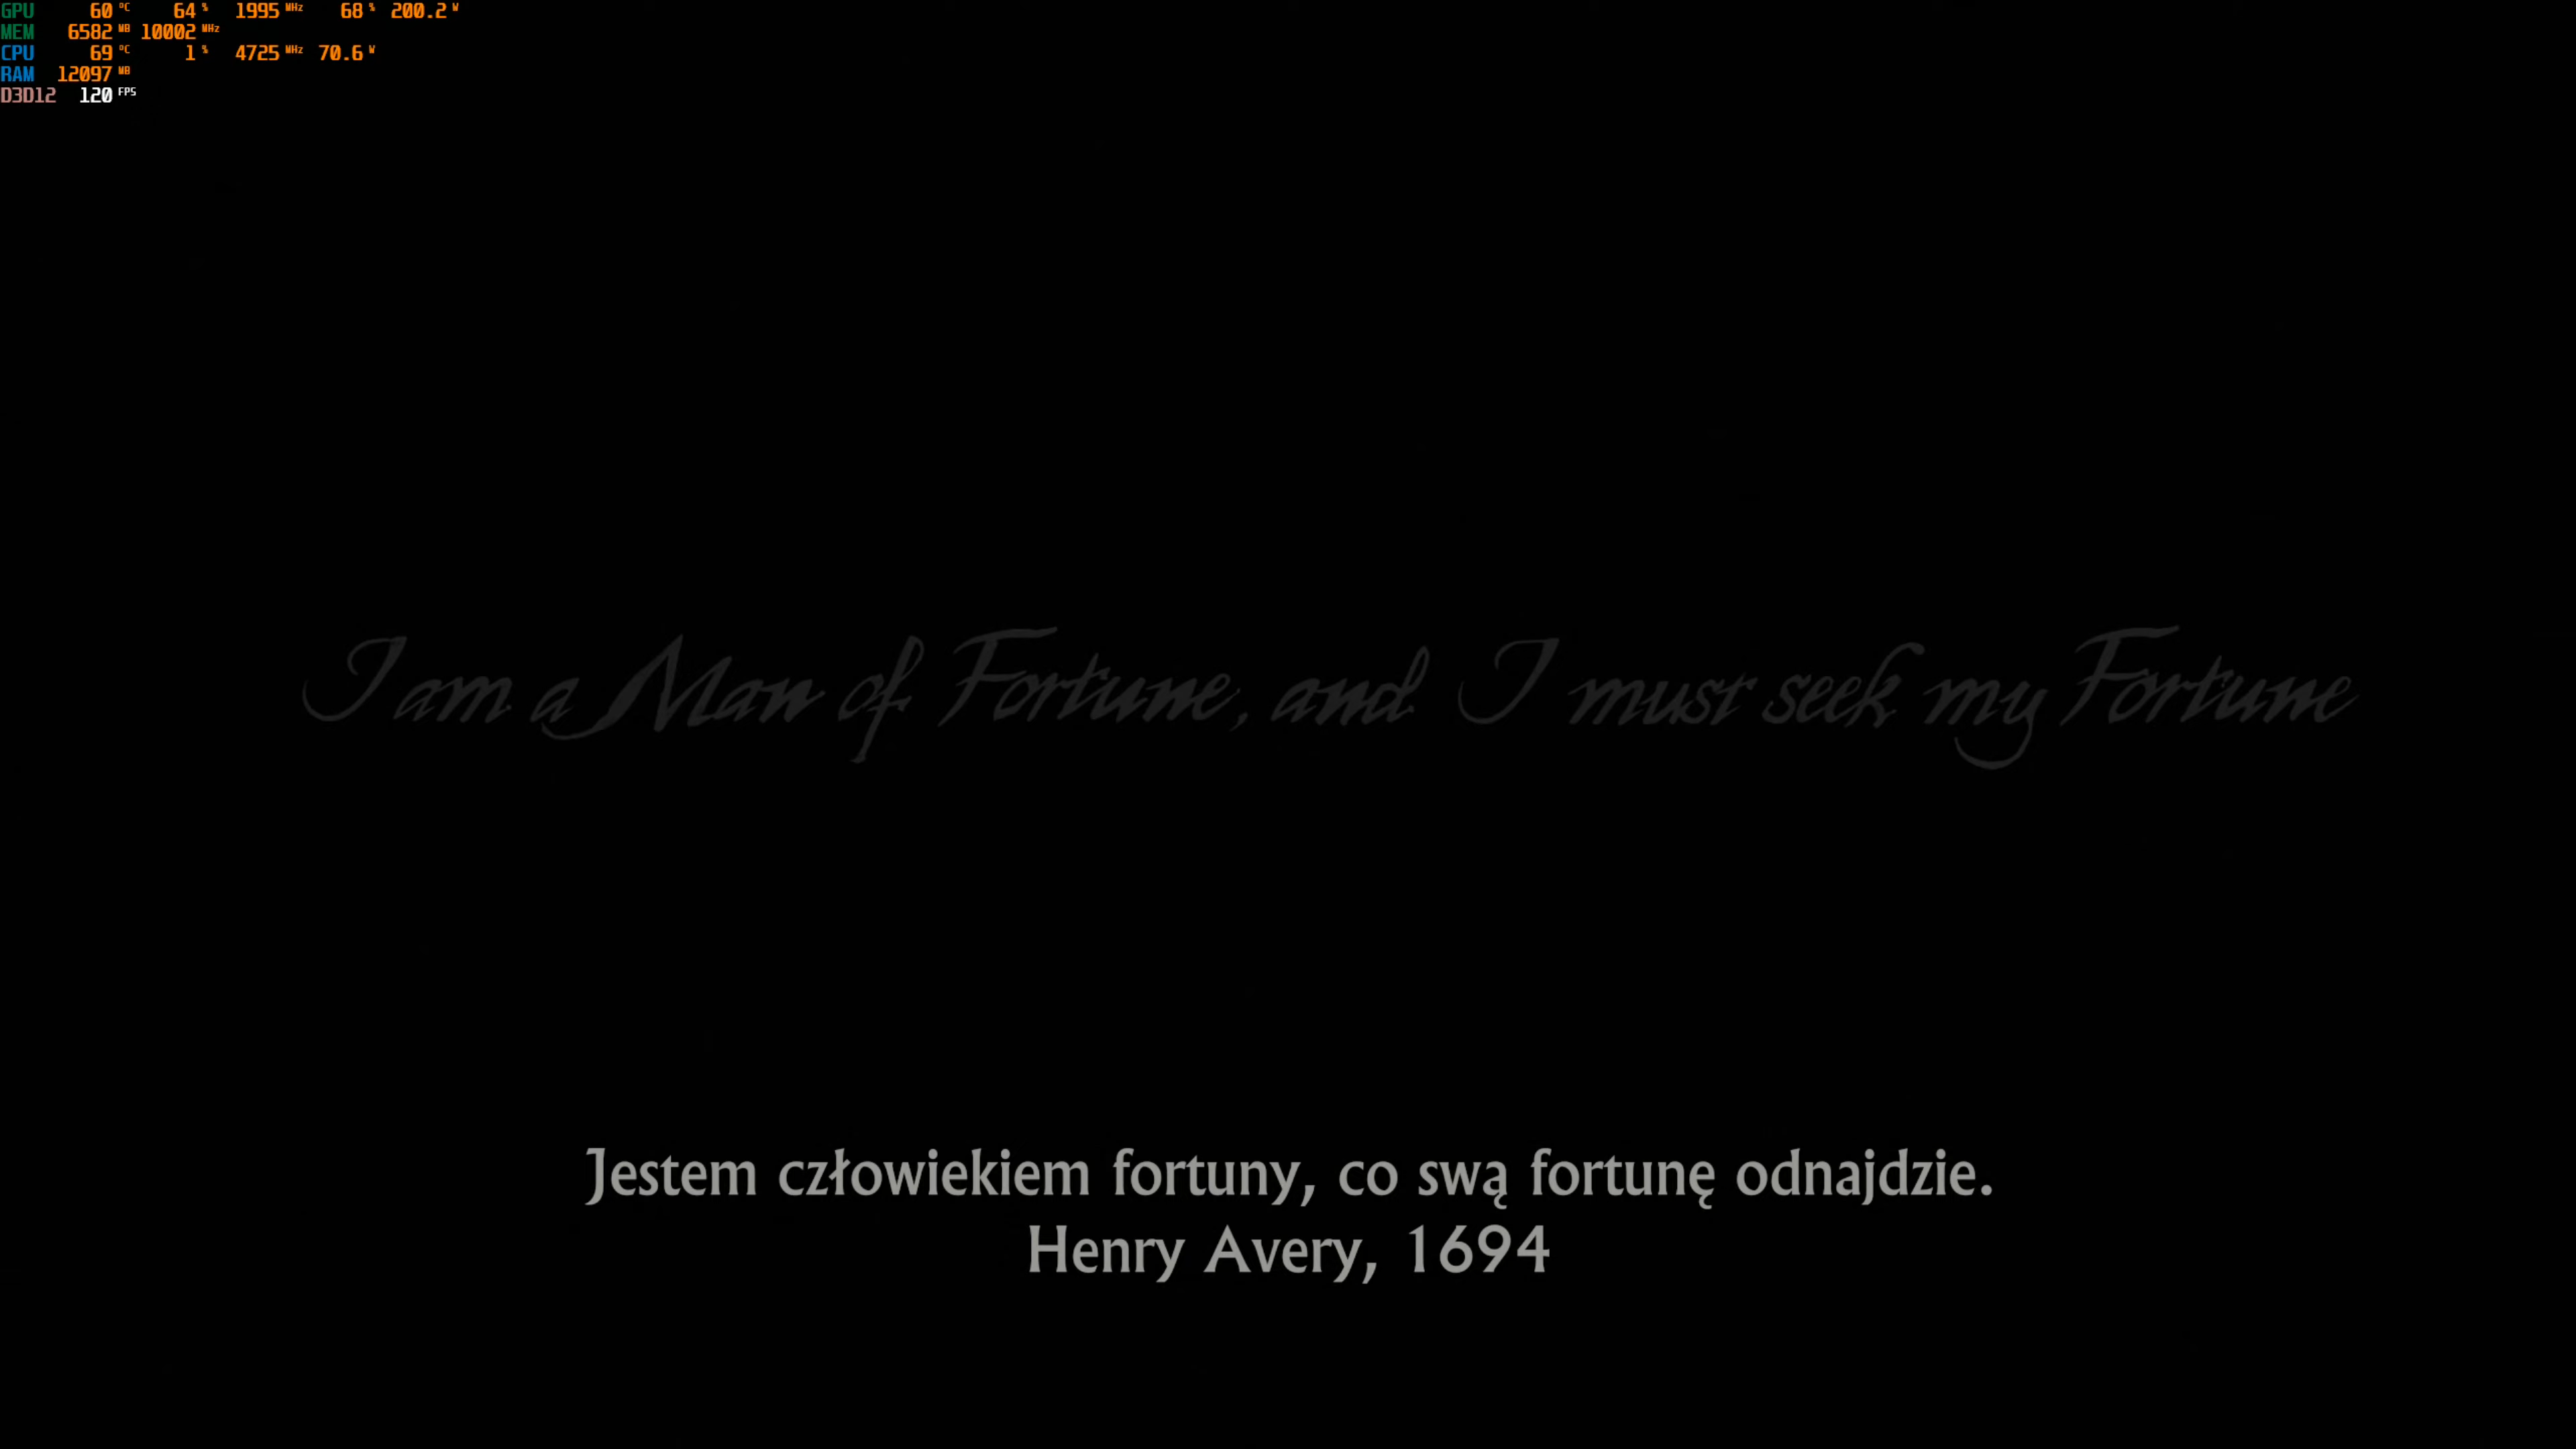 GPU 60 °C 64 % 1995 MHz 68 % 200.2 W
MEM 6582 MB 10002 MHz
CPU 69 °C 1 % 4725 MHz 70.6 W
RAM 12097 MB
D3D12 120 FPS
I am a Man of Fortune, and I must seek my Fortune
Jestem człowiekiem fortuny, co swą fortunę odnajdzie.
Henry Avery, 1694